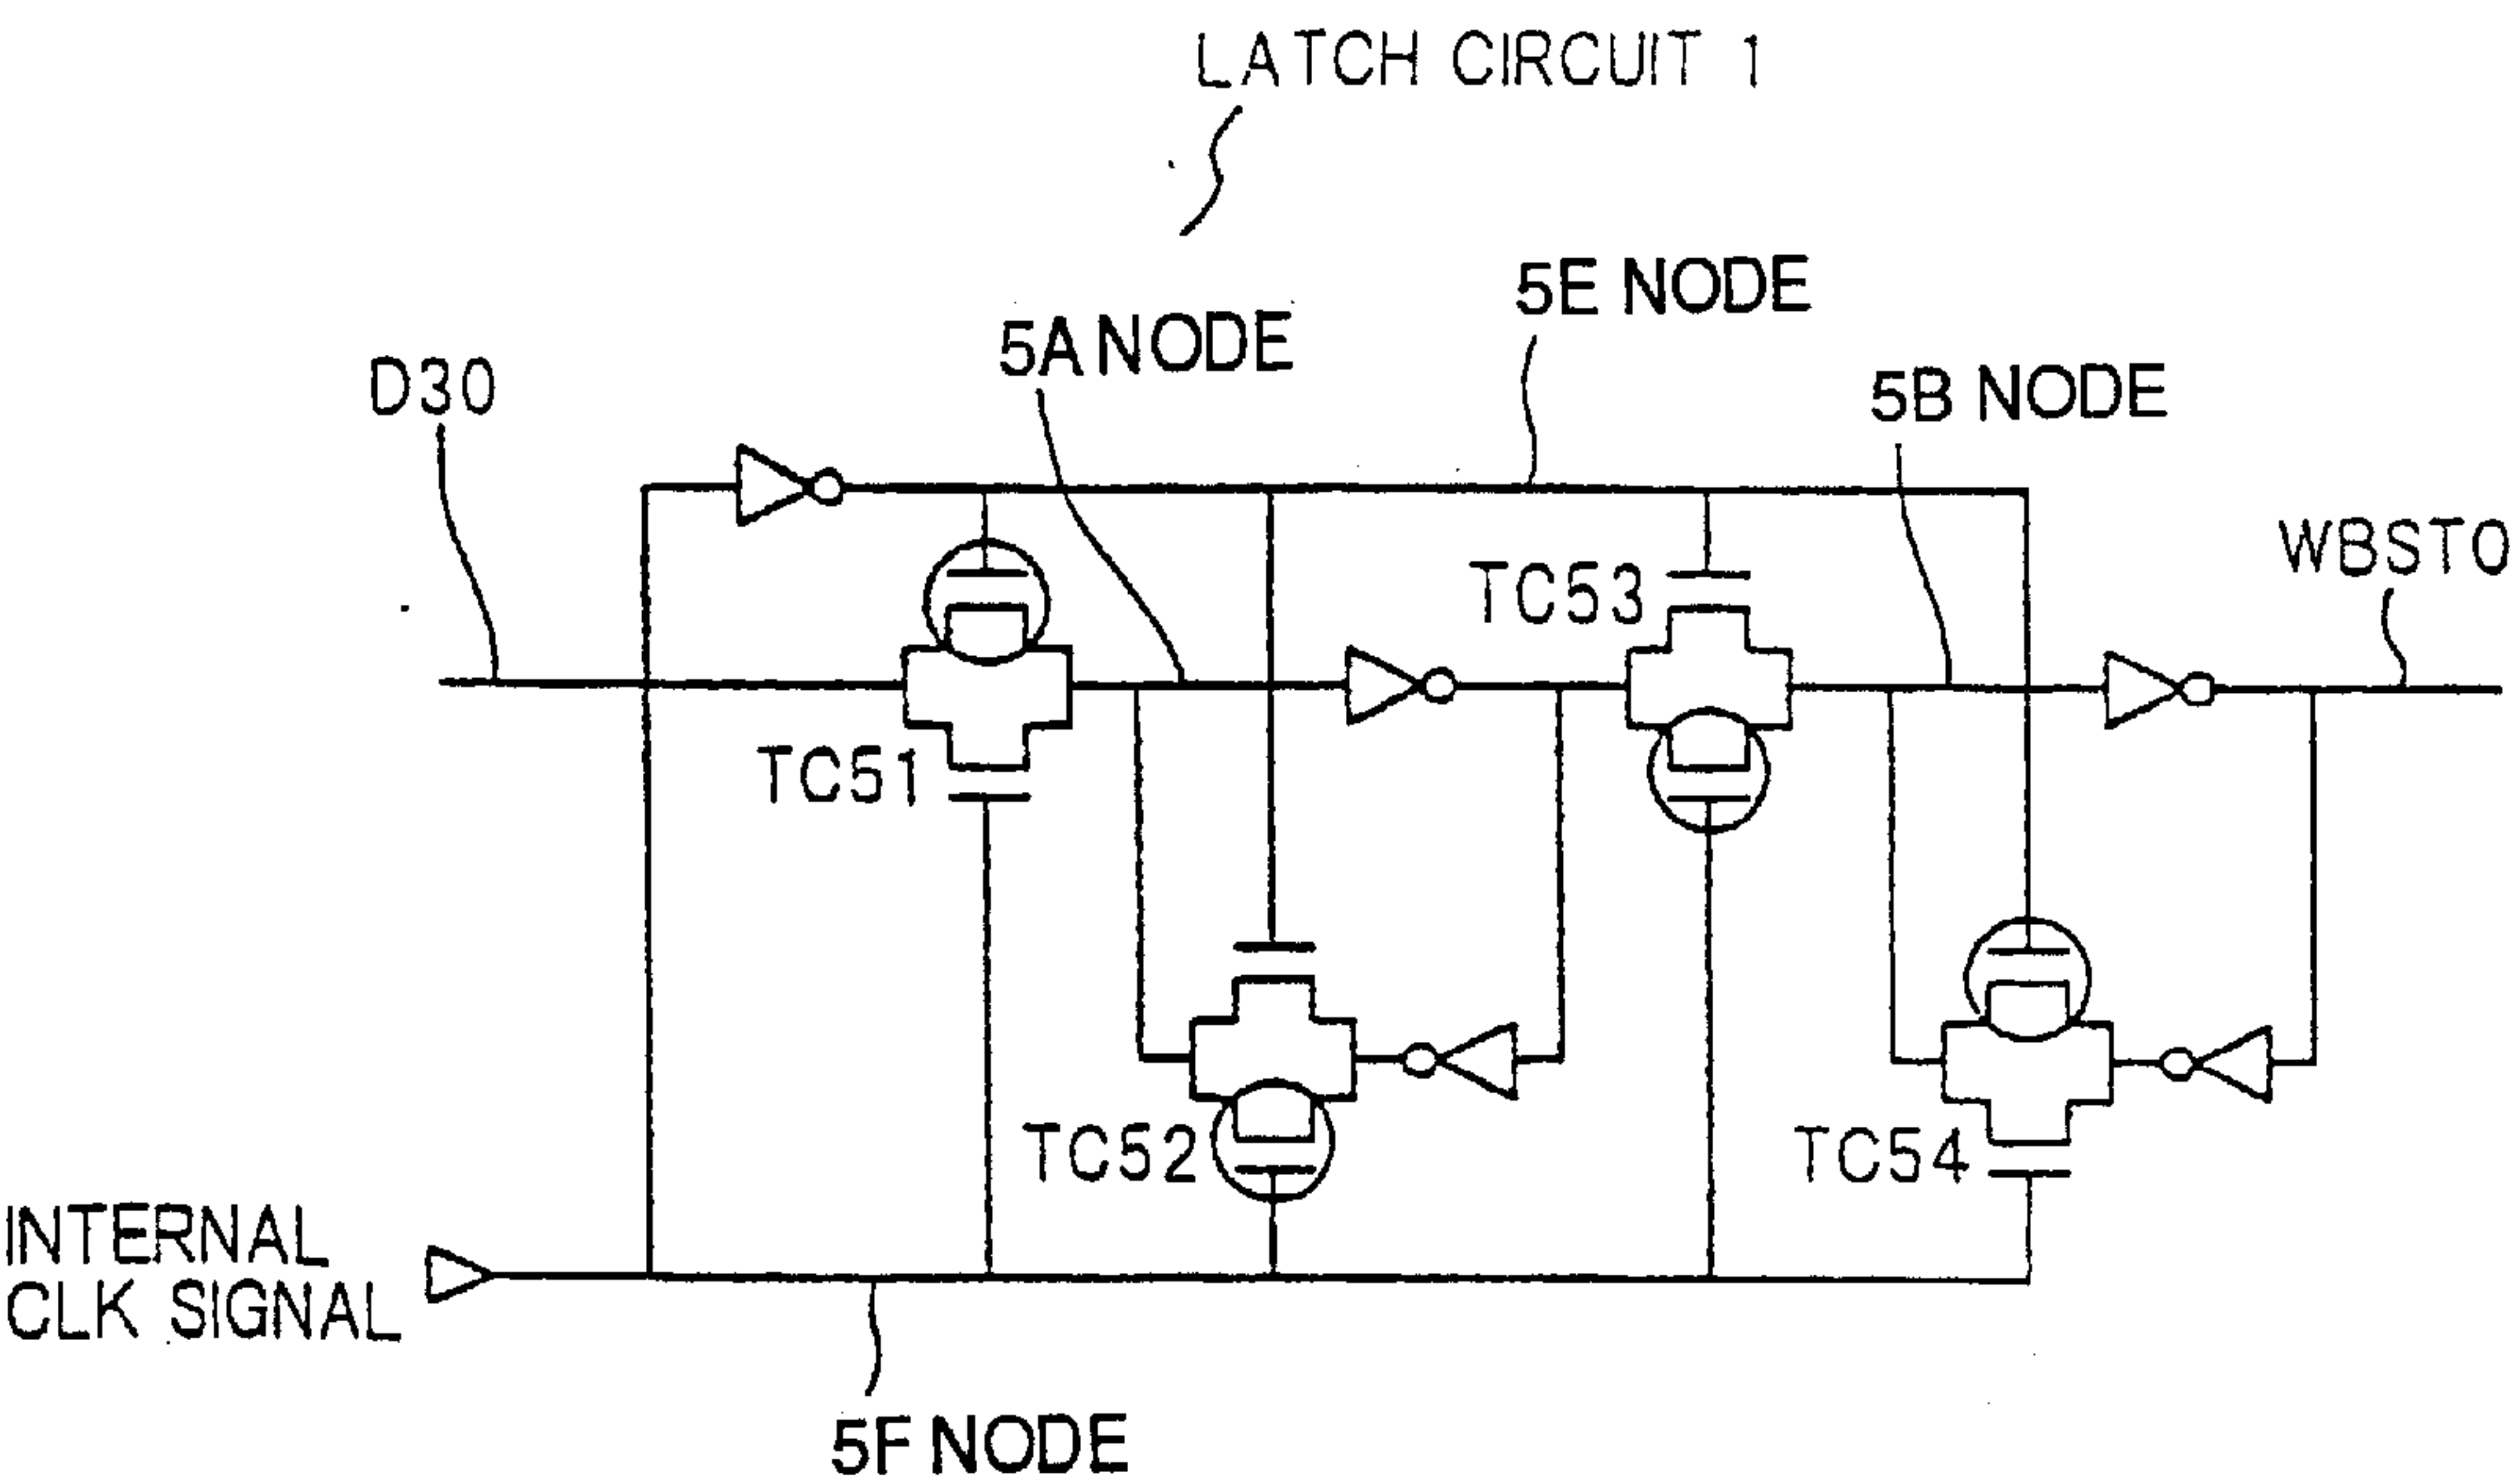 LATCH CIRCUIT 1
5E NODE
5A NODE
D30
5B NODE
WBST0
TC53
TC51
TC52
TC54
INTERNAL
CLK SIGNAL
5F NODE